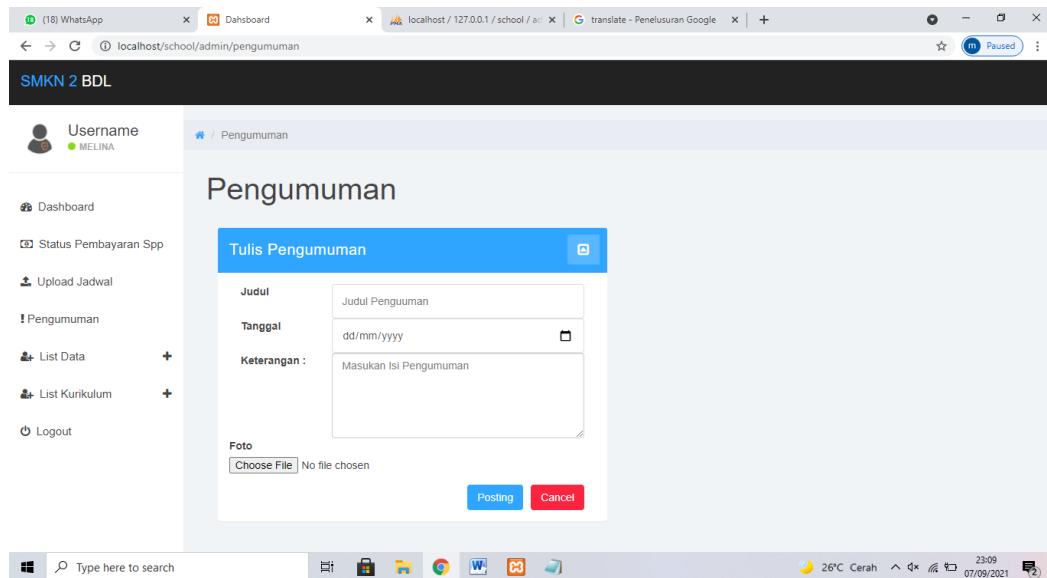 (18) WhatsApp
Dahsboard
localhost / 127.0.0.1 / school / ad
translate - Penelusuran Google
localhost/school/admin/pengumuman
m Paused
SMKN 2 BDL
Username
MELINA
/ Pengumuman
Pengumuman
Dashboard
Status Pembayaran Spp
Upload Jadwal
Pengumuman
List Data
List Kurikulum
Logout
Tulis Pengumuman
Judul
Judul Penguuman
Tanggal
dd/mm/yyyy
Keterangan :
Masukan Isi Pengumuman
Foto
Choose File No file chosen
Posting Cancel
Type here to search
26°C Cerah
23:09
07/09/2021
2